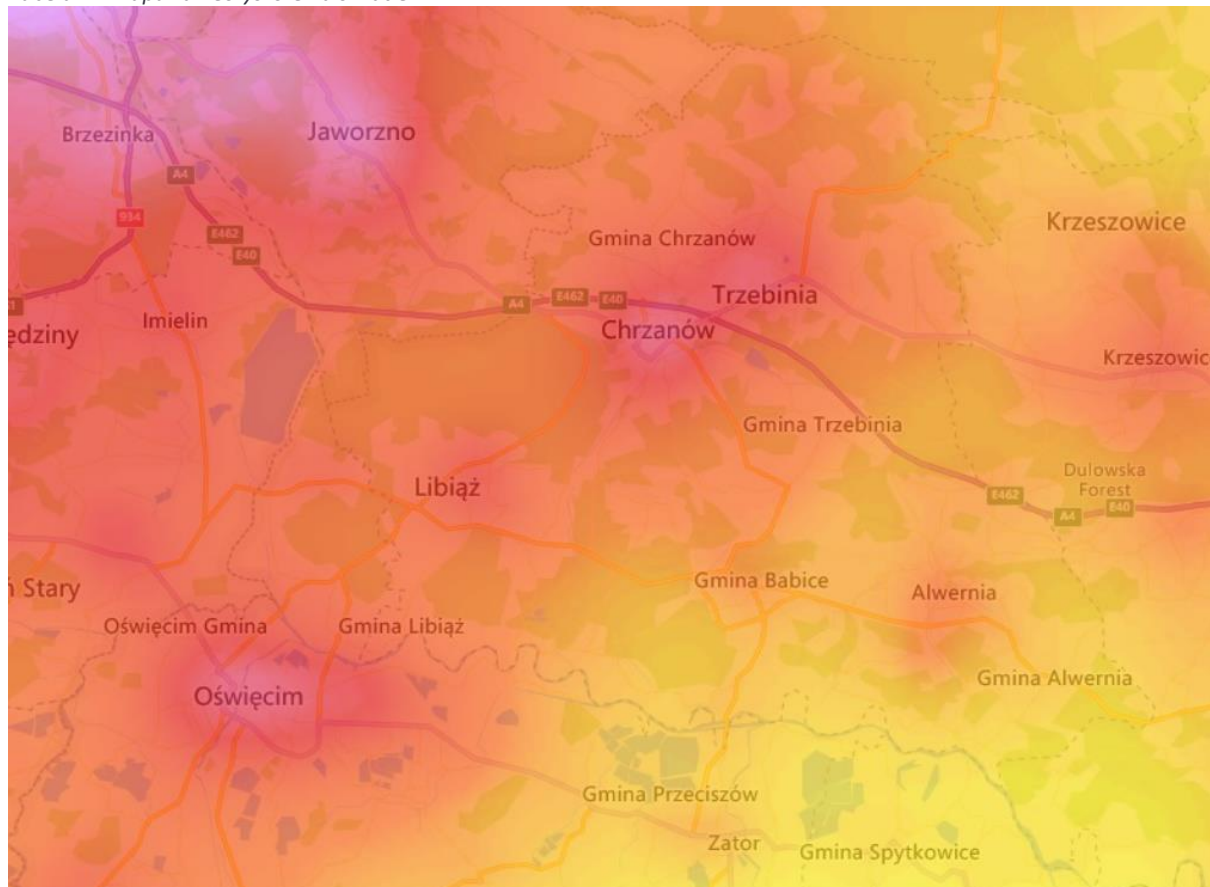 Brzezinka
Jaworzno
A4
934
E462
E40
Gmina Chrzanów
Krzeszowice
Trzebinia
A4
E462
E40
Chrzanów
Imielin
ędziny
Krzeszowic
Gmina Trzebinia
Libiąż
Dulowska
Forest
E462
A4
E40
Gmina Babice
Alwernia
ń Stary
Oświęcim Gmina
Gmina Libiąż
Oświęcim
Gmina Alwernia
Gmina Przeciszów
Zator
Gmina Spytkowice